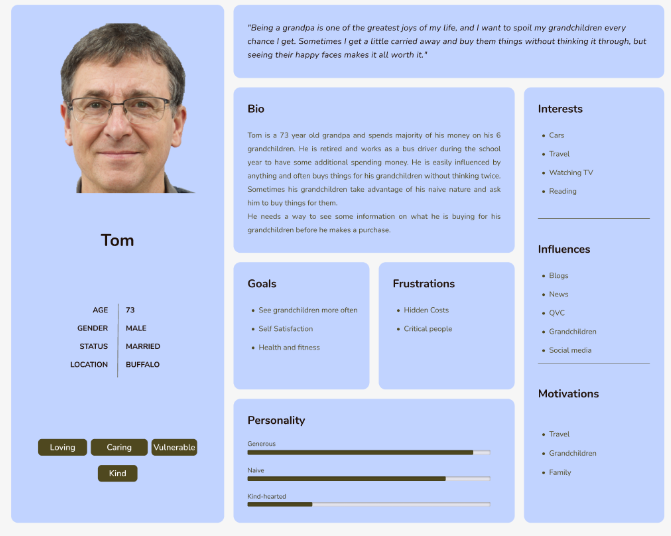 Tom
AGE 73
GENDER MALE
STATUS MARRIED
LOCATION BUFFALO
Loving Caring Vulnerable
Kind
"Being a grandpa is one of the greatest joys of my life, and I want to spoil my grandchildren every
chance I get. Sometimes I get a little carried away and buy them things without thinking it through, but
seeing their happy faces makes it all worth it."
Bio
Tom is a 73 year old grandpa and spends majority of his money on his 6
grandchildren. He is retired and works as a bus driver during the school
year to have some additional spending money. He is easily influenced by
anything and often buys things for his grandchildren without thinking twice.
Sometimes his grandchildren take advantage of his naive nature and ask
him to buy things for them.
He needs a way to see some information on what he is buying for his
grandchildren before he makes a purchase.
Goals
• See grandchildren more often
• Self Satisfaction
• Health and fitness
Frustrations
• Hidden Costs
• Critical people
Personality
Generous
Naive
Kind-hearted
Interests
• Cars
• Travel
• Watching TV
• Reading
Influences
• Blogs
• News
• QVC
• Grandchildren
• Social media
Motivations
• Travel
• Grandchildren
• Family